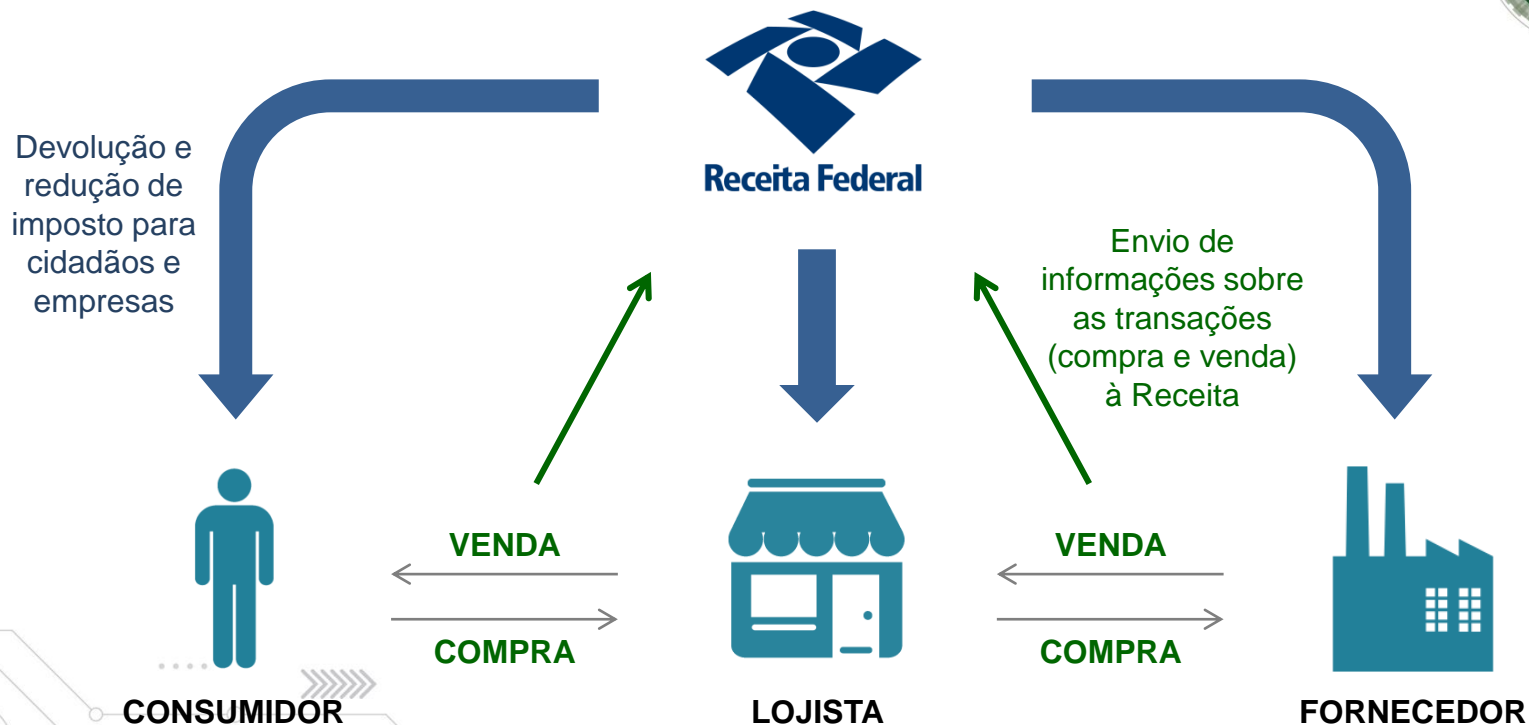 Receita Federal
Devolução e
redução de
imposto para
cidadãos e
empresas
Envio de
informações sobre
as transações
(compra e venda)
à Receita
VENDA
COMPRA
VENDA
COMPRA
CONSUMIDOR
LOJISTA
FORNECEDOR